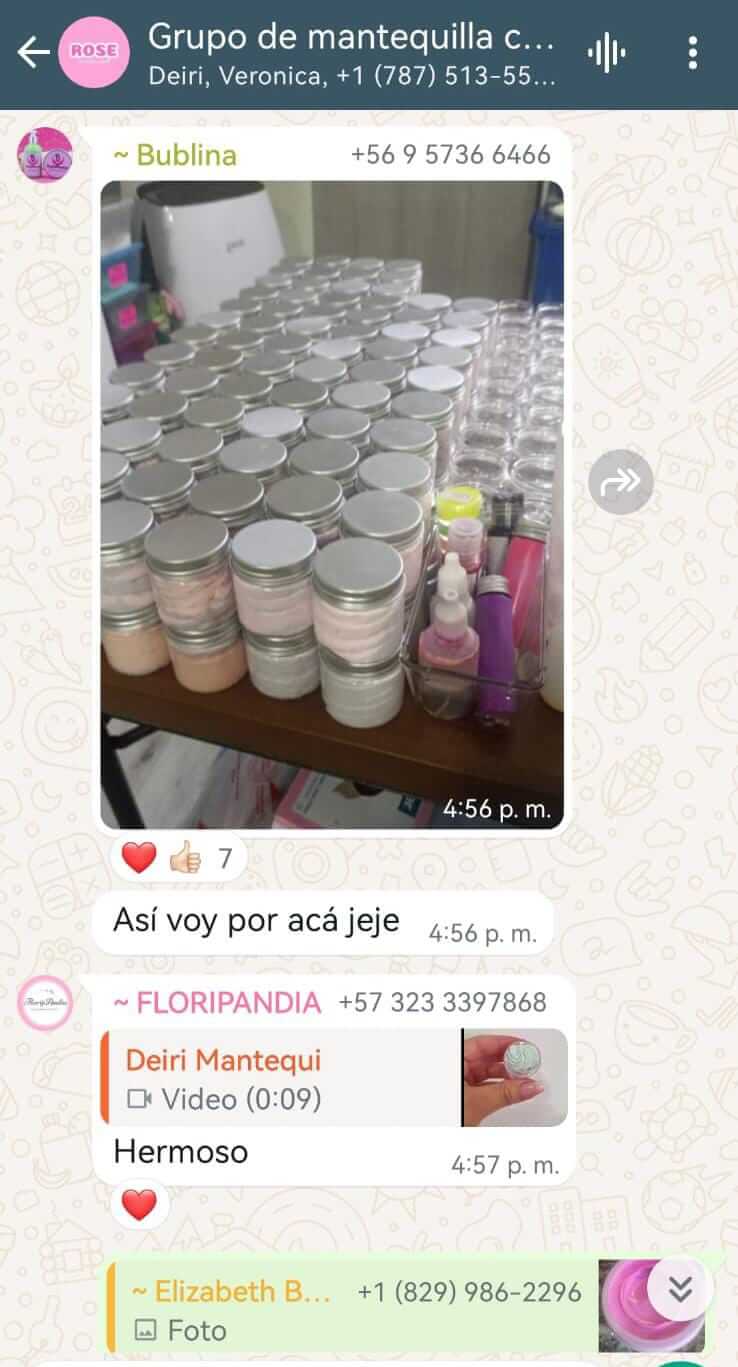 ROSE
Grupo de mantequilla c...
Deiri, Veronica, +1 (787) 513-55...
~ Bublina +56 9 5736 6466
4:56 p. m.
7
Así voy por acá jeje 4:56 p. m.
~ FLORIPANDIA +57 323 3397868
Deiri Mantequi
Video (0:09)
Hermoso
4:57 p. m.
~ Elizabeth B... +1 (829) 986-2296
Foto